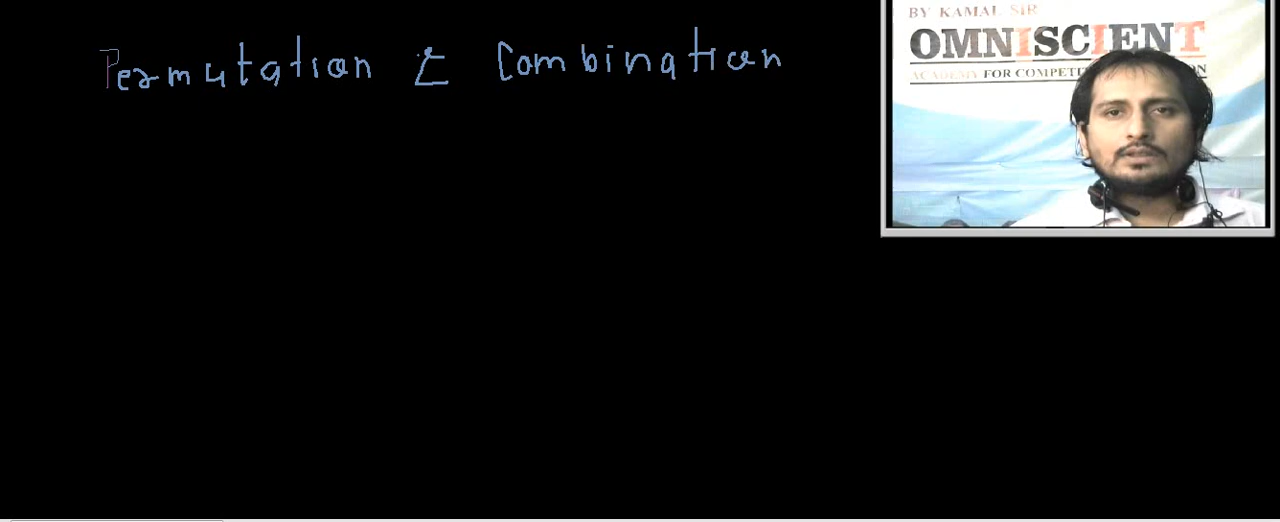 Permutation & Combination
BY KAMAL SIR
OMNISCIENT
ACADEMY FOR COMPETI